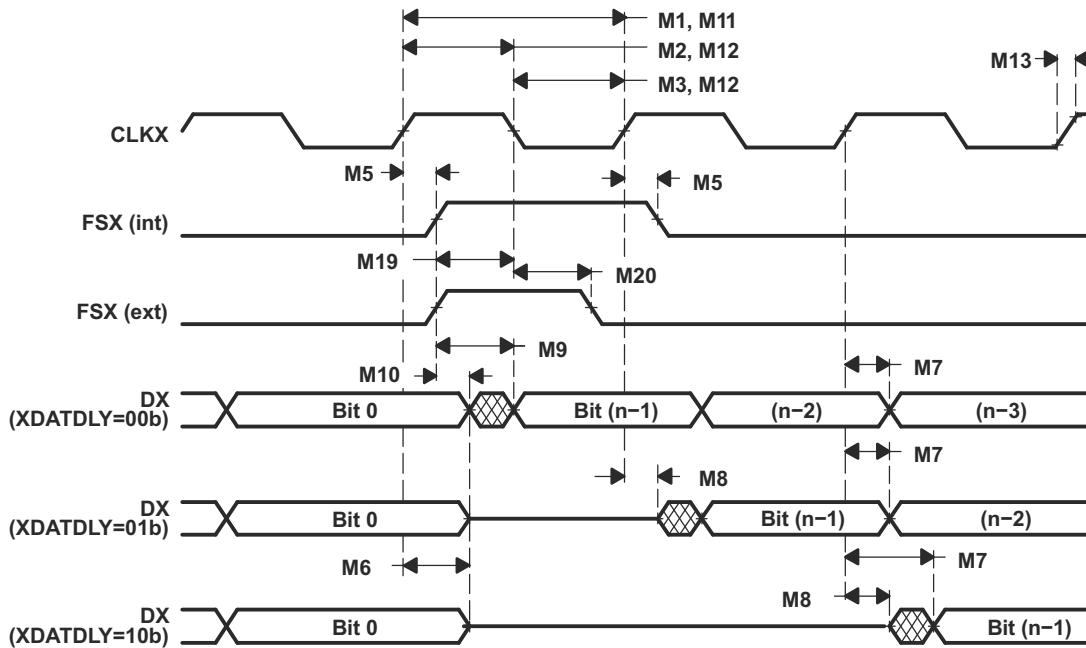 M1, M11
M2, M12
M3, M12
M13
CLKX
M5
M5
FSX (int)
M19
M20
FSX (ext)
M9
M10
M7
DX
(XDATDLY=00b)
Bit 0
Bit (n−1)
(n−2)
(n−3)
M7
M8
DX
(XDATDLY=01b)
Bit 0
Bit (n−1)
(n−2)
M6
M7
M8
DX
(XDATDLY=10b)
Bit 0
Bit (n−1)